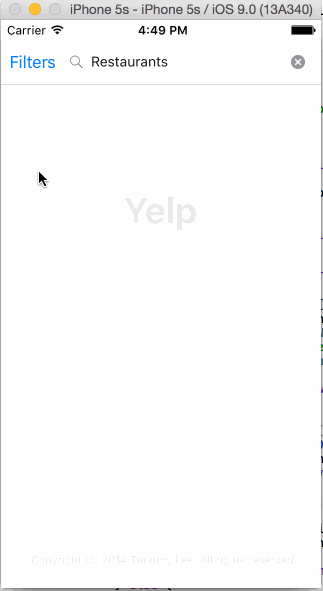 iPhone 5s - iPhone 5s / iOS 9.0 (13A340)
Carrier 4:49 PM
Filters Restaurants
Yelp
Copyright (c) 2014 Timothy Lee. All rights reserved.